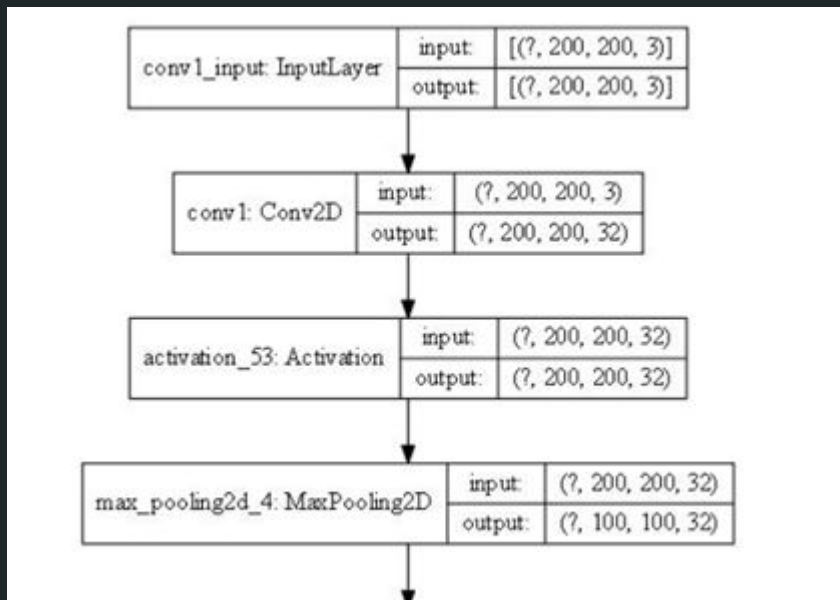 conv1_input: InputLayer
input: [(?, 200, 200, 3)]
output: [(?, 200, 200, 3)]
conv1: Conv2D
input: (?, 200, 200, 3)
output: (?, 200, 200, 32)
activation_53: Activation
input: (?, 200, 200, 32)
output: (?, 200, 200, 32)
max_pooling2d_4: MaxPooling2D
input: (?, 200, 200, 32)
output: (?, 100, 100, 32)